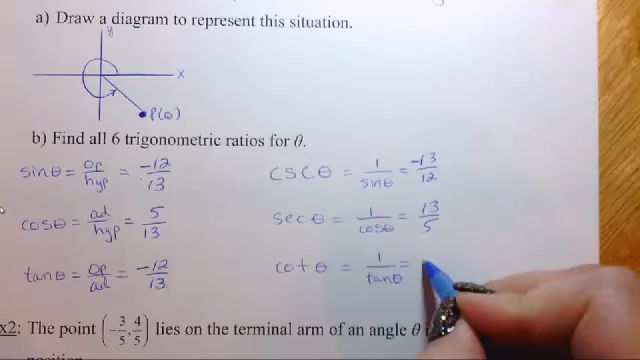 a) Draw a diagram to represent this situation.
y
x
P(θ)
b) Find all 6 trigonometric ratios for θ.
sinθ = op/hyp = -12/13
cscθ = 1/sinθ = -13/12
cosθ = ad/hyp = 5/13
secθ = 1/cosθ = 13/5
tanθ = op/ad = -12/13
cotθ = 1/tanθ =
x2: The point (-3/5, 4/5) lies on the terminal arm of an angle θ
position.